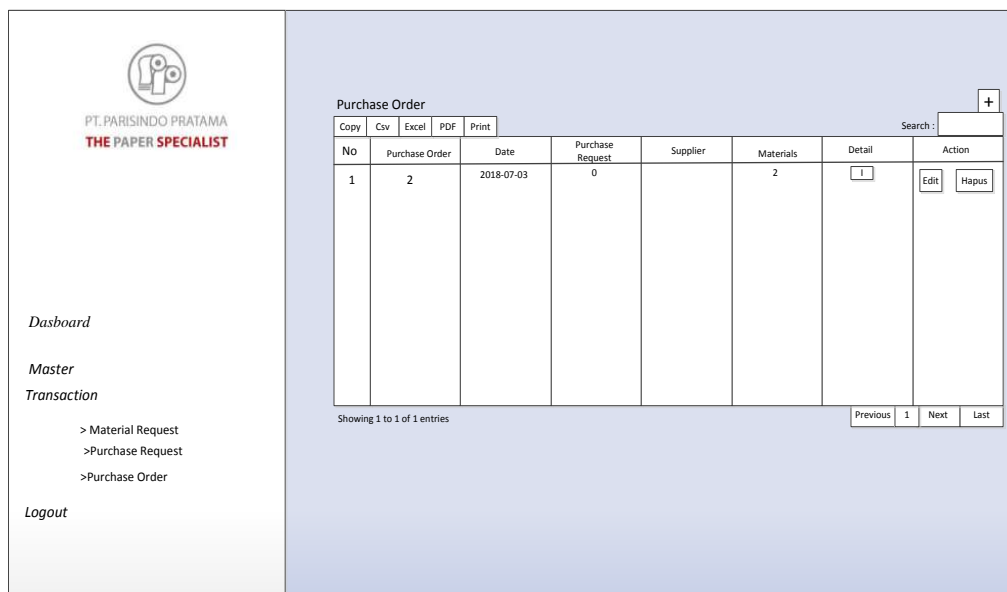 PT. PARISINDO PRATAMA
THE PAPER SPECIALIST
Dasboard
Master
Transaction
> Material Request
>Purchase Request
>Purchase Order
Logout
Purchase Order
+
Copy Csv Excel PDF Print
Search :
No Purchase Order Date Purchase Request Supplier Materials Detail Action
1 2 2018-07-03 0 2 I Edit Hapus
Showing 1 to 1 of 1 entries
Previous 1 Next Last